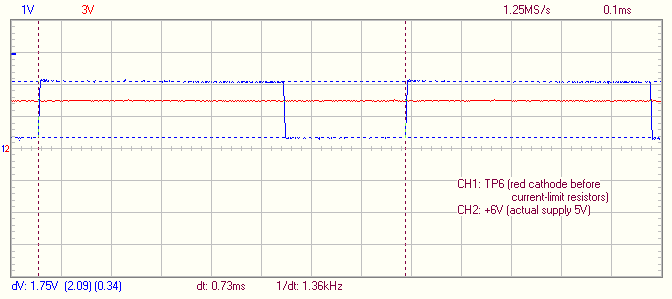 1V 3V 1.25MS/s 0.1ms
12
CH1: TP6 (red cathode before
current-limit resistors)
CH2: +6V (actual supply 5V)
dV: 1.75V (2.09) (0.34) dt: 0.73ms 1/dt: 1.36kHz